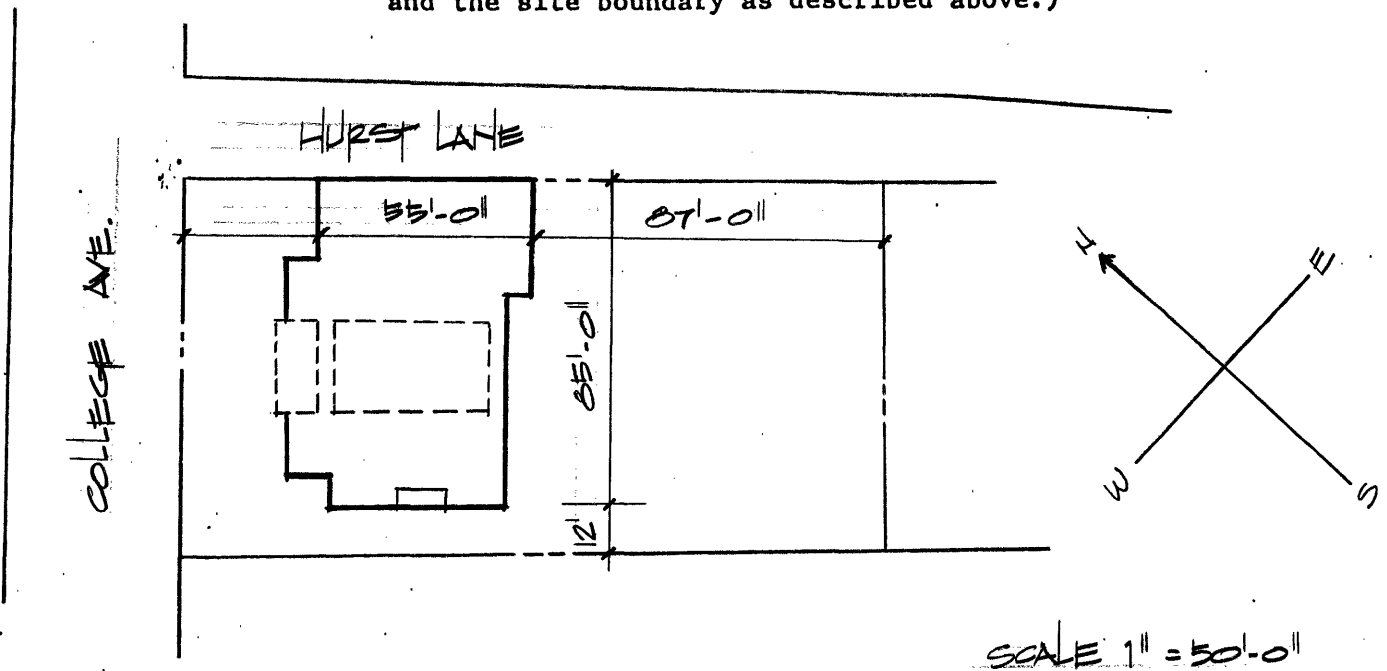 and the site boundary as described above.)
HURST LANE
55'-0"
87'-0"
COLLEGE AVE.
85'-0"
12'
N
E
W
S
SCALE 1" = 50'-0"